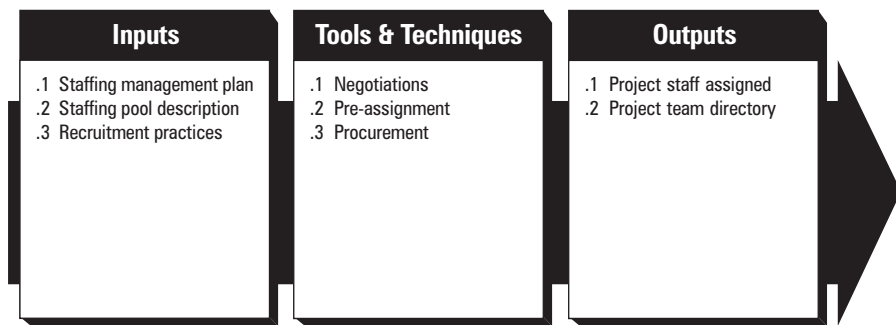 Inputs
.1 Staffing management plan
.2 Staffing pool description
.3 Recruitment practices
Tools & Techniques
.1 Negotiations
.2 Pre-assignment
.3 Procurement
Outputs
.1 Project staff assigned
.2 Project team directory